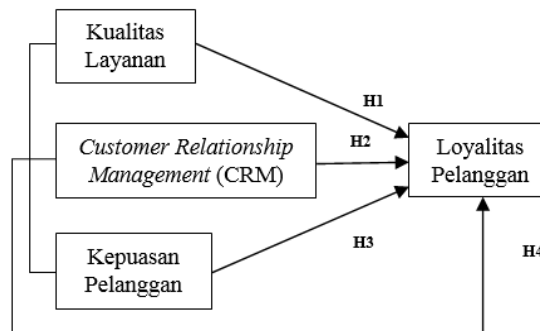 Kualitas
Layanan
H1
Customer Relationship
Management (CRM)
H2
Loyalitas
Pelanggan
Kepuasan
Pelanggan
H3
H4